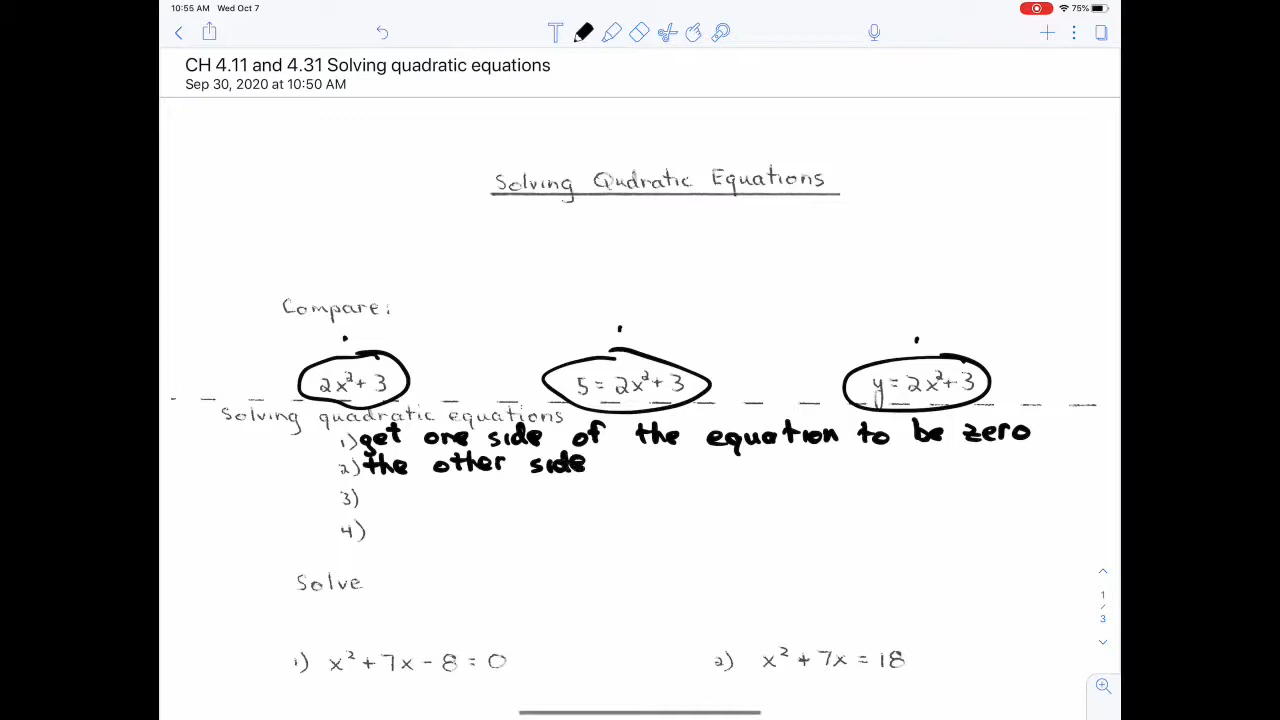 10:55 AM Wed Oct 7 75%
CH 4.11 and 4.31 Solving quadratic equations
Sep 30, 2020 at 10:50 AM
Solving Qudratic Equations
Compare:
2x²+3 5 = 2x²+3 y = 2x²+3
Solving quadratic equations
1) get one side of the equation to be zero
2) the other side
3)
4)
Solve
1) x² + 7x - 8 = 0 2) x² + 7x = 18
1
/
3